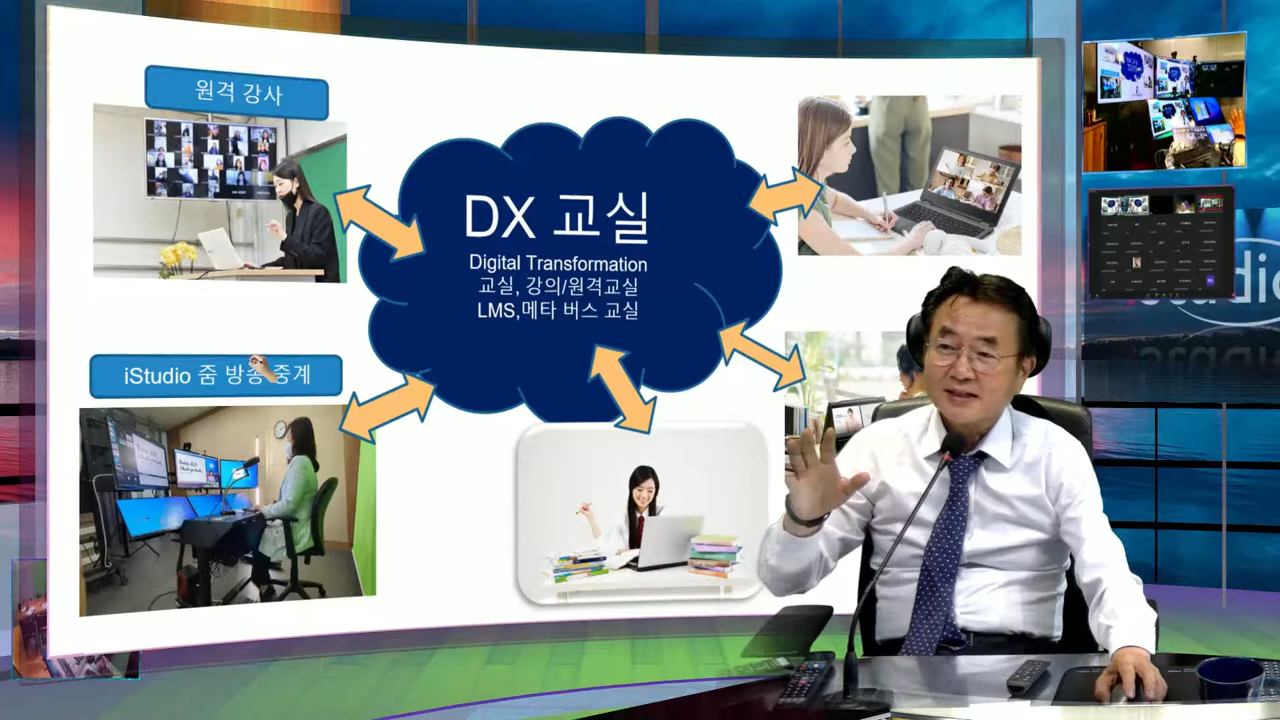 원격 강사
DX 교실
Digital Transformation
교실, 강의/원격교실
LMS,메타 버스 교실
iStudio 줌 방송 중계